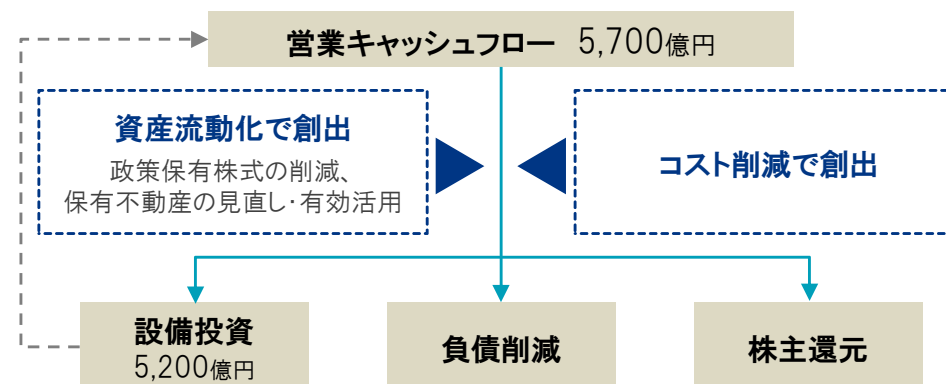 営業キャッシュフロー 5,700億円
資産流動化で創出
政策保有株式の削減、
保有不動産の見直し・有効活用
コスト削減で創出
設備投資
5,200億円
負債削減
株主還元